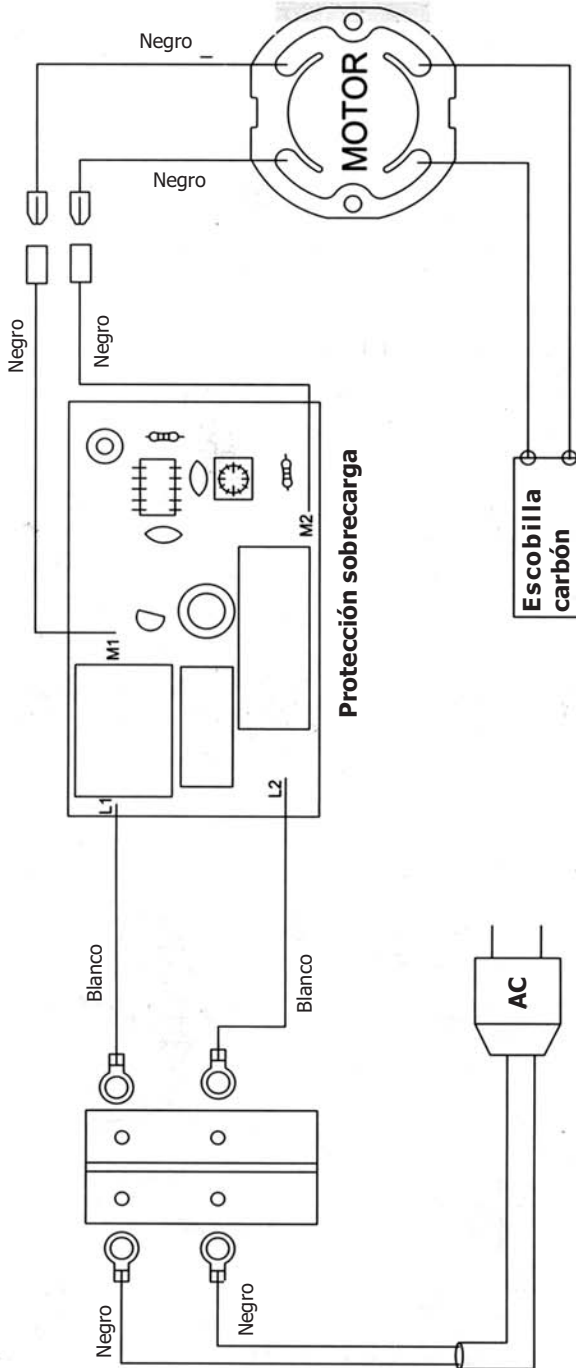 Negro
MOTOR
Negro
Negro
Negro
M1
M2
L1
L2
Protección sobrecarga
Escobilla
carbón
Blanco
Blanco
AC
Negro
Negro